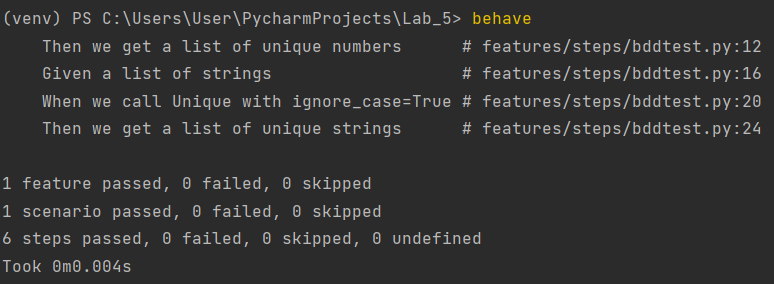 (venv) PS C:\Users\User\PycharmProjects\Lab_5> behave
    Then we get a list of unique numbers      # features/steps/bddtest.py:12
    Given a list of strings                   # features/steps/bddtest.py:16
    When we call Unique with ignore_case=True # features/steps/bddtest.py:20
    Then we get a list of unique strings      # features/steps/bddtest.py:24

1 feature passed, 0 failed, 0 skipped
1 scenario passed, 0 failed, 0 skipped
6 steps passed, 0 failed, 0 skipped, 0 undefined
Took 0m0.004s